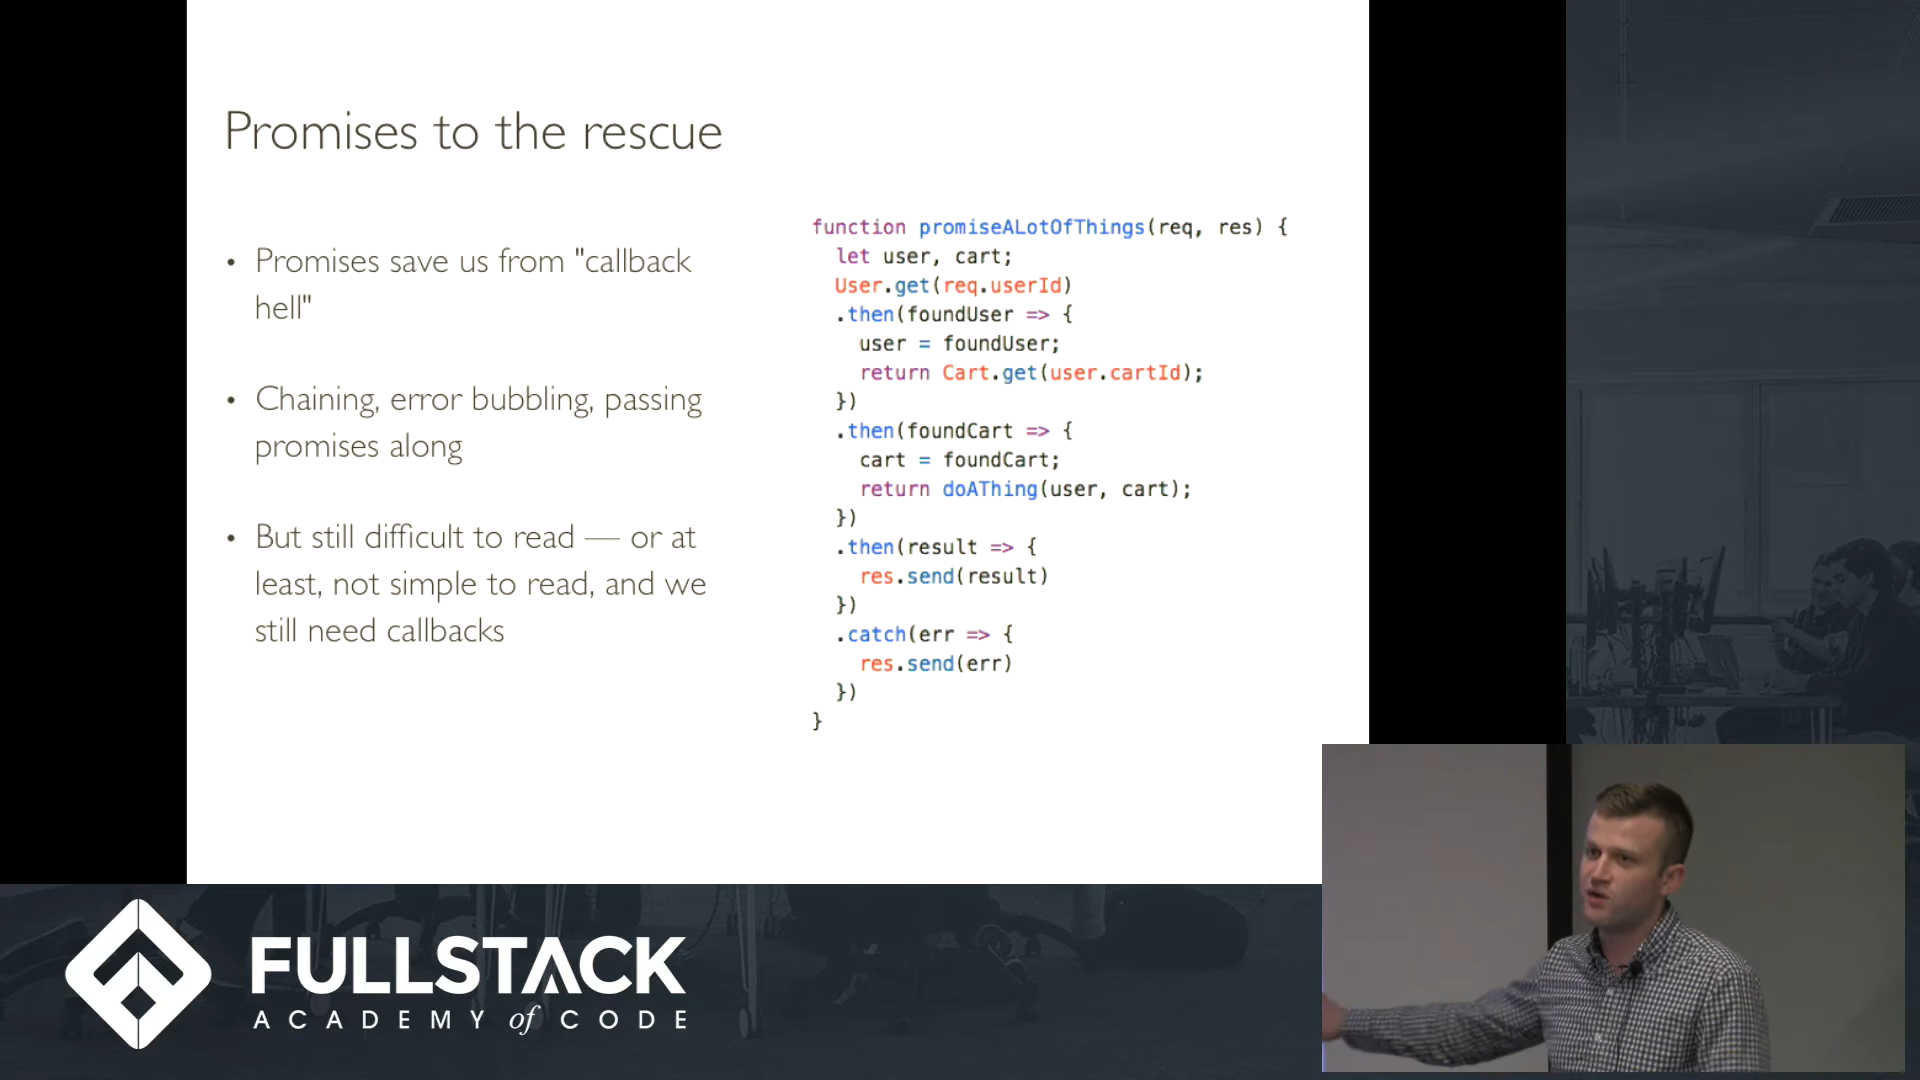 Promises to the rescue
• Promises save us from "callback
hell"
• Chaining, error bubbling, passing
promises along
• But still difficult to read — or at
least, not simple to read, and we
still need callbacks
function promiseALotOfThings(req, res) {
  let user, cart;
  User.get(req.userId)
  .then(foundUser => {
    user = foundUser;
    return Cart.get(user.cartId);
  })
  .then(foundCart => {
    cart = foundCart;
    return doAThing(user, cart);
  })
  .then(result => {
    res.send(result)
  })
  .catch(err => {
    res.send(err)
  })
}
FULLSTACK
ACADEMY of CODE